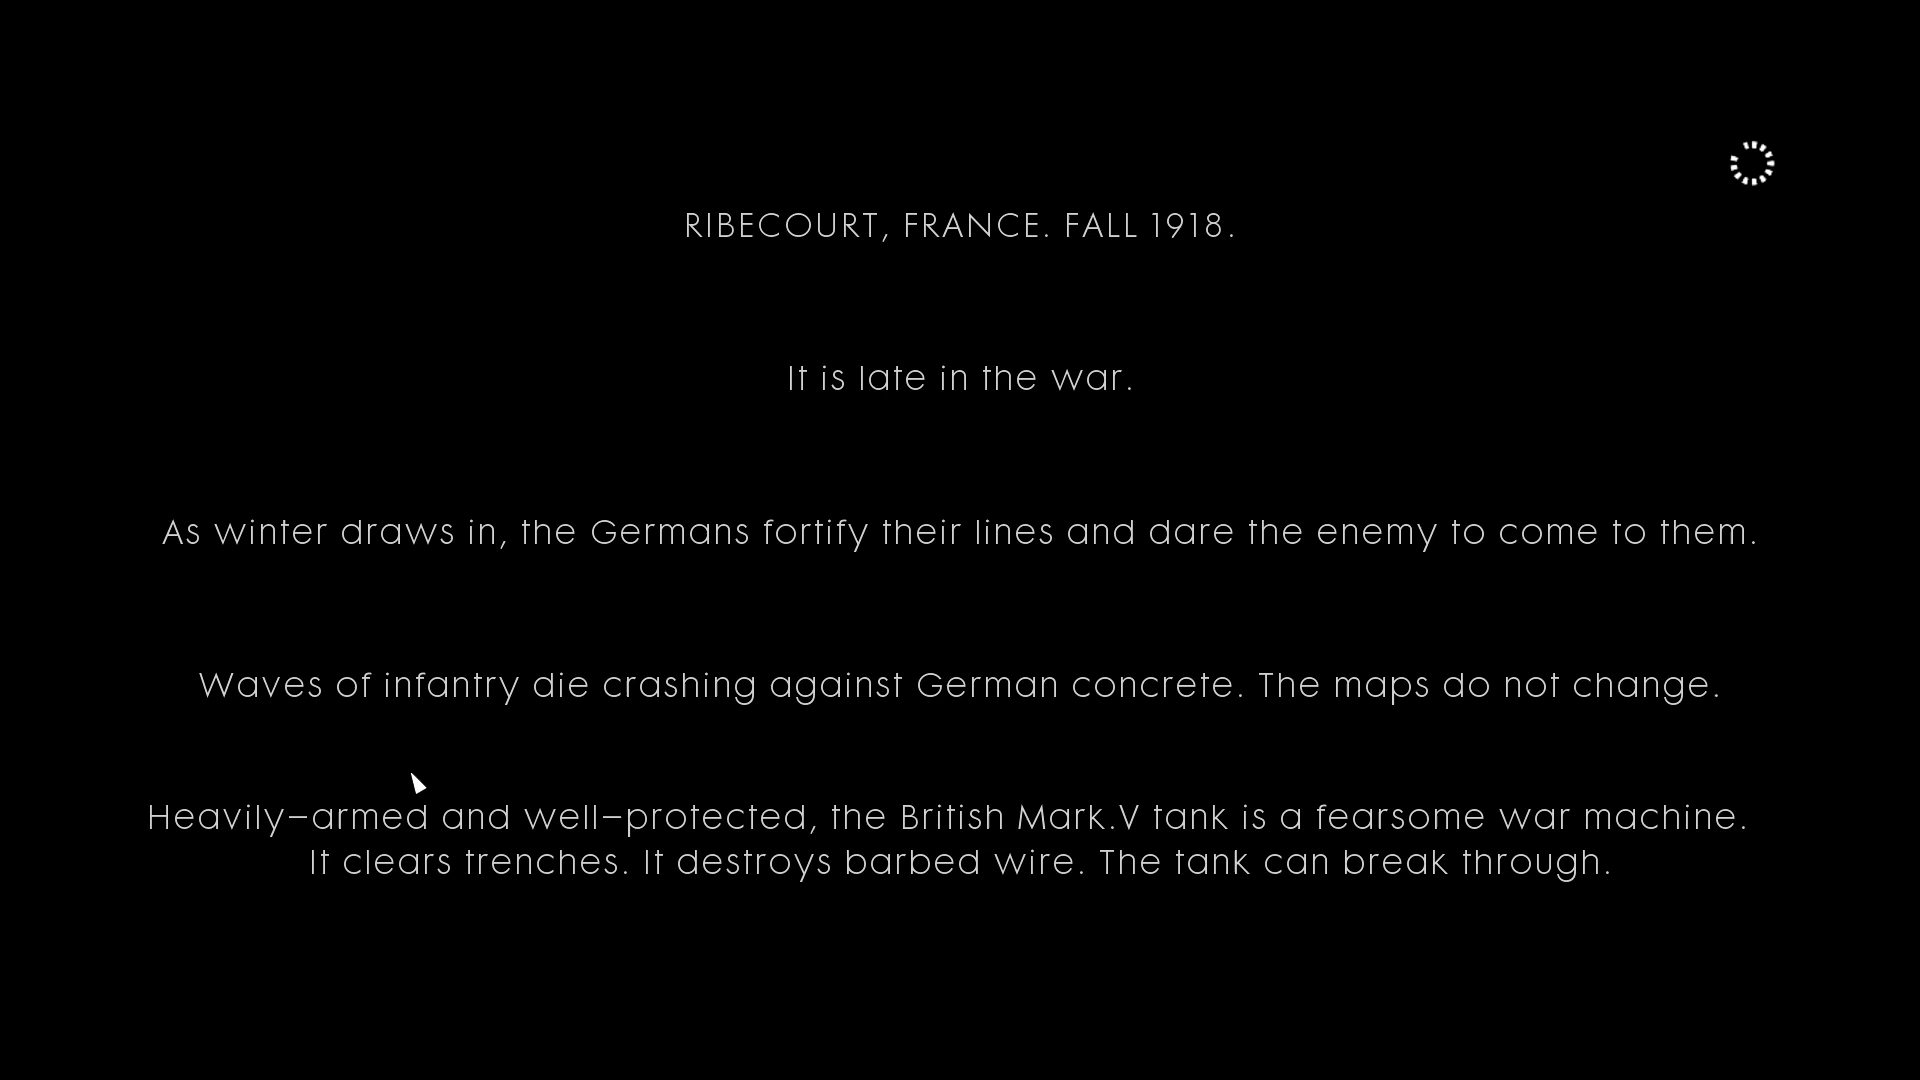 RIBECOURT, FRANCE. FALL 1918.
It is late in the war.
As winter draws in, the Germans fortify their lines and dare the enemy to come to them.
Waves of infantry die crashing against German concrete. The maps do not change.
Heavily-armed and well-protected, the British Mark.V tank is a fearsome war machine.
It clears trenches. It destroys barbed wire. The tank can break through.